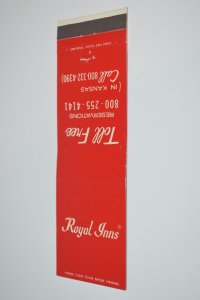 Royal Inns®
Toll Free
RESERVATIONS
800-255-4141
(IN KANSAS
Call 800-332-4390)